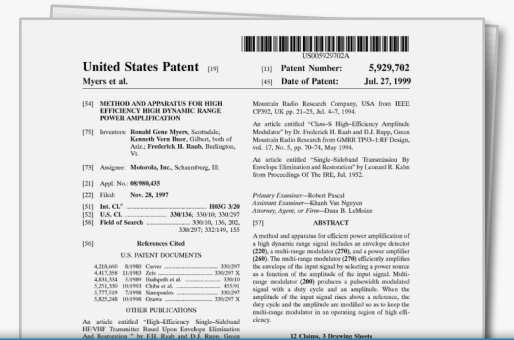 US005929702A
United States Patent [19]
Myers et al.
[11] Patent Number: 5,929,702
[45] Date of Patent: Jul. 27, 1999
[54] METHOD AND APPARATUS FOR HIGH
EFFICIENCY HIGH DYNAMIC RANGE
POWER AMPLIFICATION
[75] Inventors: Ronald Gene Myers, Scottsdale;
Kenneth Vern Buer, Gilbert, both of
Ariz.; Frederick H. Raab, Burlington,
Vt.
[73] Assignee: Motorola, Inc., Schaumburg, Ill.
[21] Appl. No.: 08/980,435
[22] Filed: Nov. 28, 1997
[51] Int. Cl.⁶ H03G 3/20
[52] U.S. Cl. 330/136; 330/10; 330/297
[58] Field of Search 330/10, 136, 202,
330/297; 332/149, 155
[56] References Cited
U.S. PATENT DOCUMENTS
4,218,660 8/1980 Carver 330/297
4,417,358 11/1983 Zeis 330/297 X
4,831,334 5/1989 Hudspeth et al. 330/10
5,251,330 10/1993 Chiba et al. 455/91
5,777,519 7/1998 Simopoulos 330/297 X
5,825,248 10/1998 Ozawa 330/297 X
OTHER PUBLICATIONS
An article entitled "High-Efficiency Single-Sideband
HF/VHF Transmitter Based Upon Envelope Elimination
And Restoration" by F.H. Raab and D.J. Rupp, Green
Mountain Radio Research Company, USA from IEEE
CP392, UK pp. 21–25, Jul. 4–7, 1994.
An article entitled "Class-S High-Efficiency Amplitude
Modulator" by Dr. Frederick H. Raab and D.J. Rupp, Green
Mountain Radio Research from GMRR TP93-1 RF Design,
vol. 17, No. 5, pp. 70–74, May 1994.
An article entitled "Single-Sideband Transmission By
Envelope Elimination and Restoration" by Leonard R. Kahn
from Proceedings Of The IRE, Jul. 1952.
Primary Examiner—Robert Pascal
Assistant Examiner—Khanh Van Nguyen
Attorney, Agent, or Firm—Dana B. LeMoine
[57] ABSTRACT
A method and apparatus for efficient power amplification of
a high dynamic range signal includes an envelope detector
(220), a multi-range modulator (270), and a power amplifier
(260). The multi-range modulator (270) efficiently amplifies
the envelope of the input signal by selecting a power source
as a function of the amplitude of the input signal. Multi-
range modulator (200) produces a pulsewidth modulated
signal with a duty cycle and an amplitude. When the
amplitude of the input signal rises above a reference, the
duty cycle and the amplitude are modified so as to keep the
multi-range modulator in an operating region of high effi-
ciency.
12 Claims, 3 Drawing Sheets